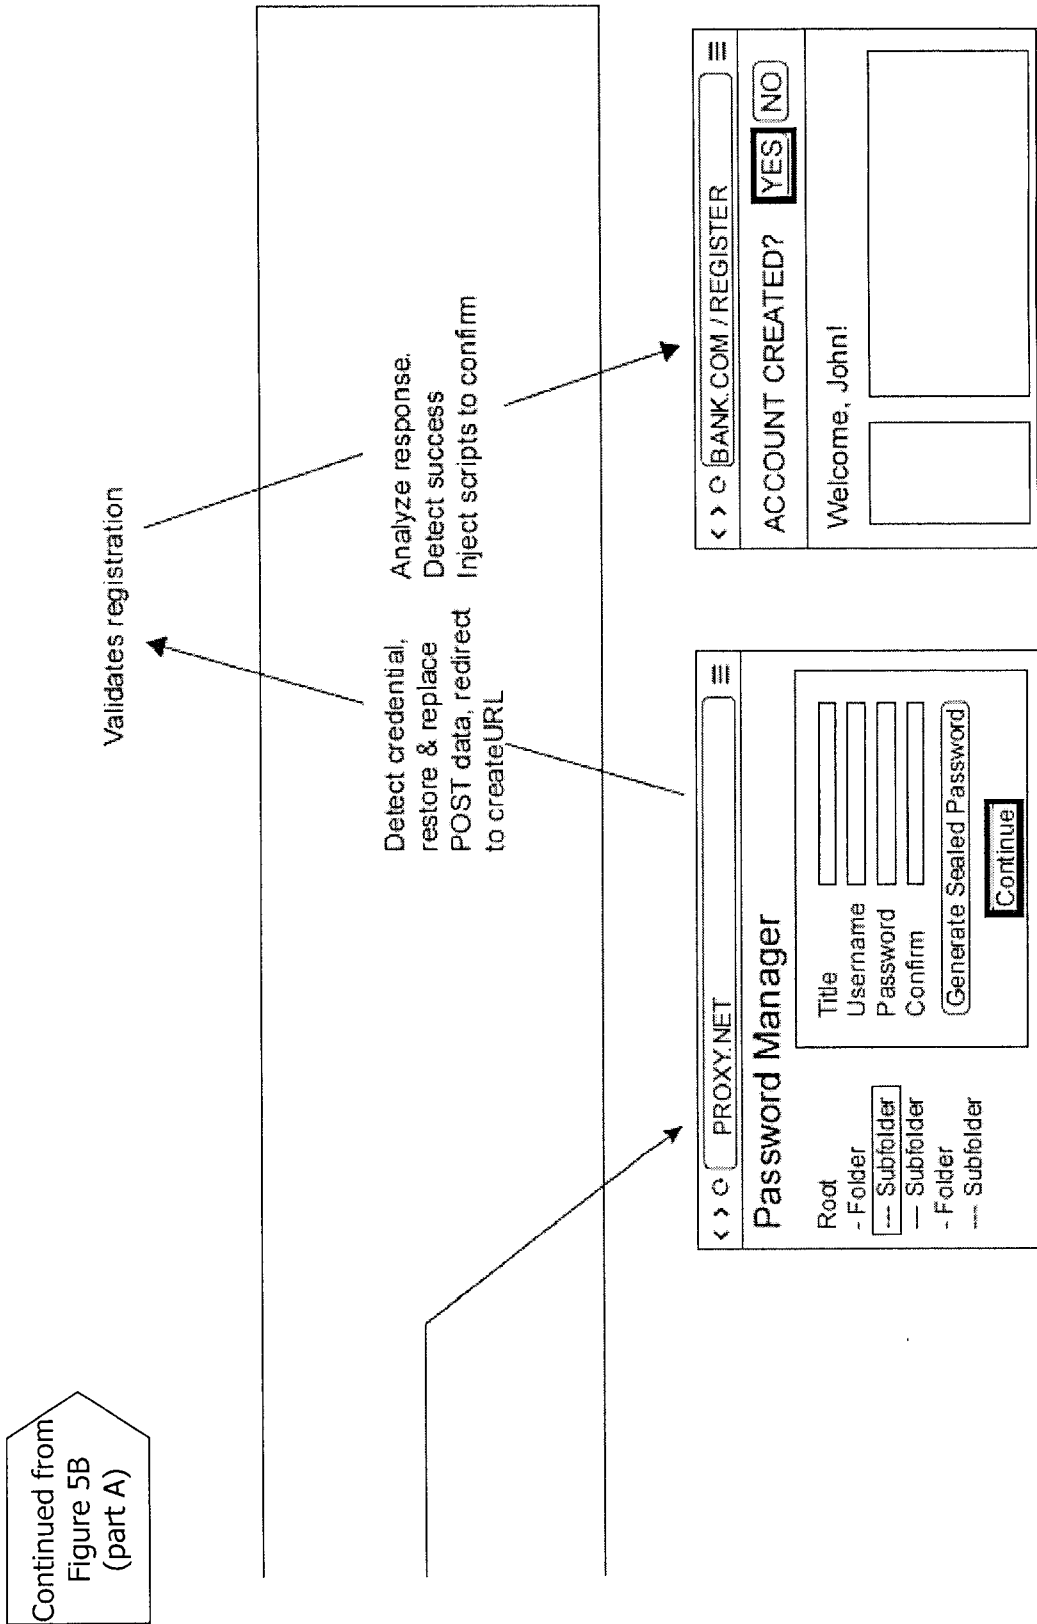 Continued from
Figure 5B
(part A)
Validates registration
Detect credential,
restore & replace
POST data, redirect
to createURL
Analyze response.
Detect success
Inject scripts to confirm
PROXY.NET
Password Manager
Root
- Folder
--- Subfolder
— Subfolder
- Folder
--- Subfolder
Title
Username
Password
Confirm
Generate Sealed Password
Continue
BANK.COM / REGISTER
ACCOUNT CREATED? YES NO
Welcome, John!